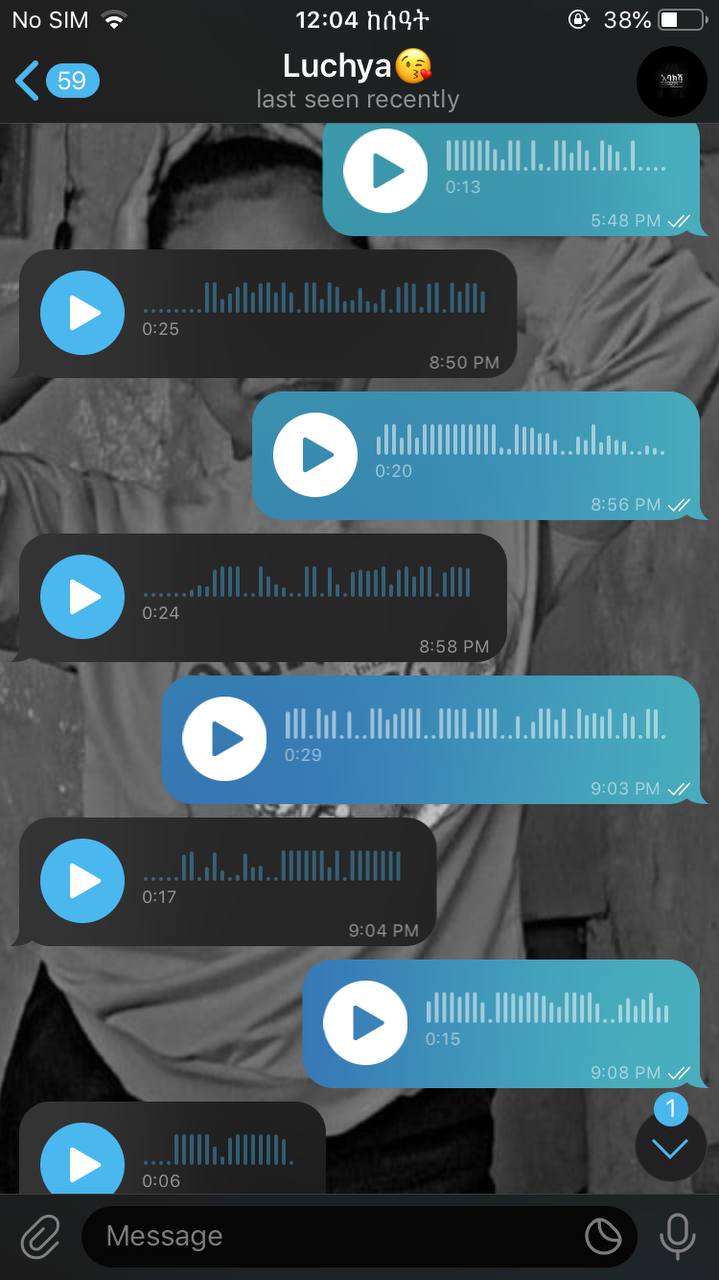 No SIM 12:04 ከሰዓት 38%
59 Luchya😘
last seen recently
0:13
5:48 PM
0:25
8:50 PM
0:20
8:56 PM
0:24
8:58 PM
0:29
9:03 PM
0:17
9:04 PM
0:15
9:08 PM
1
0:06
Message